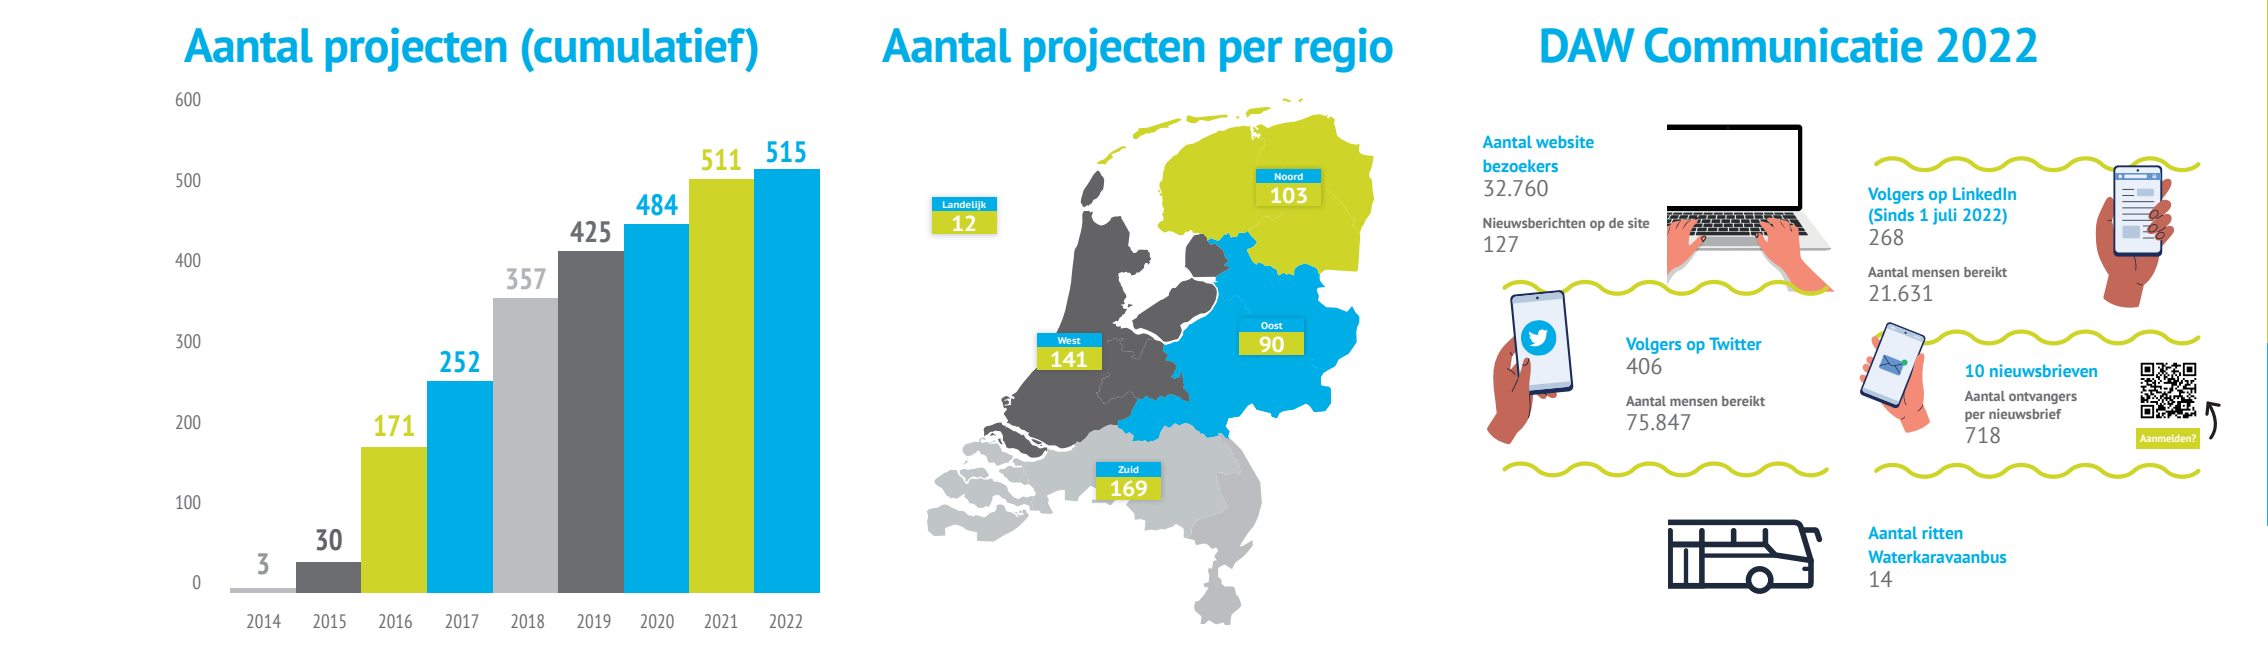 Aantal projecten (cumulatief)
600
500
400
300
200
100
0
3
30
171
252
357
425
484
511
515
2014
2015
2016
2017
2018
2019
2020
2021
2022
Aantal projecten per regio
Landelijk
12
Noord
103
West
141
Oost
90
Zuid
169
DAW Communicatie 2022
Aantal website
bezoekers
32.760
Nieuwsberichten op de site
127
Volgers op LinkedIn
(Sinds 1 juli 2022)
268
Aantal mensen bereikt
21.631
Volgers op Twitter
406
Aantal mensen bereikt
75.847
10 nieuwsbrieven
Aantal ontvangers
per nieuwsbrief
718
Aanmelden?
Aantal ritten
Waterkaravaanbus
14